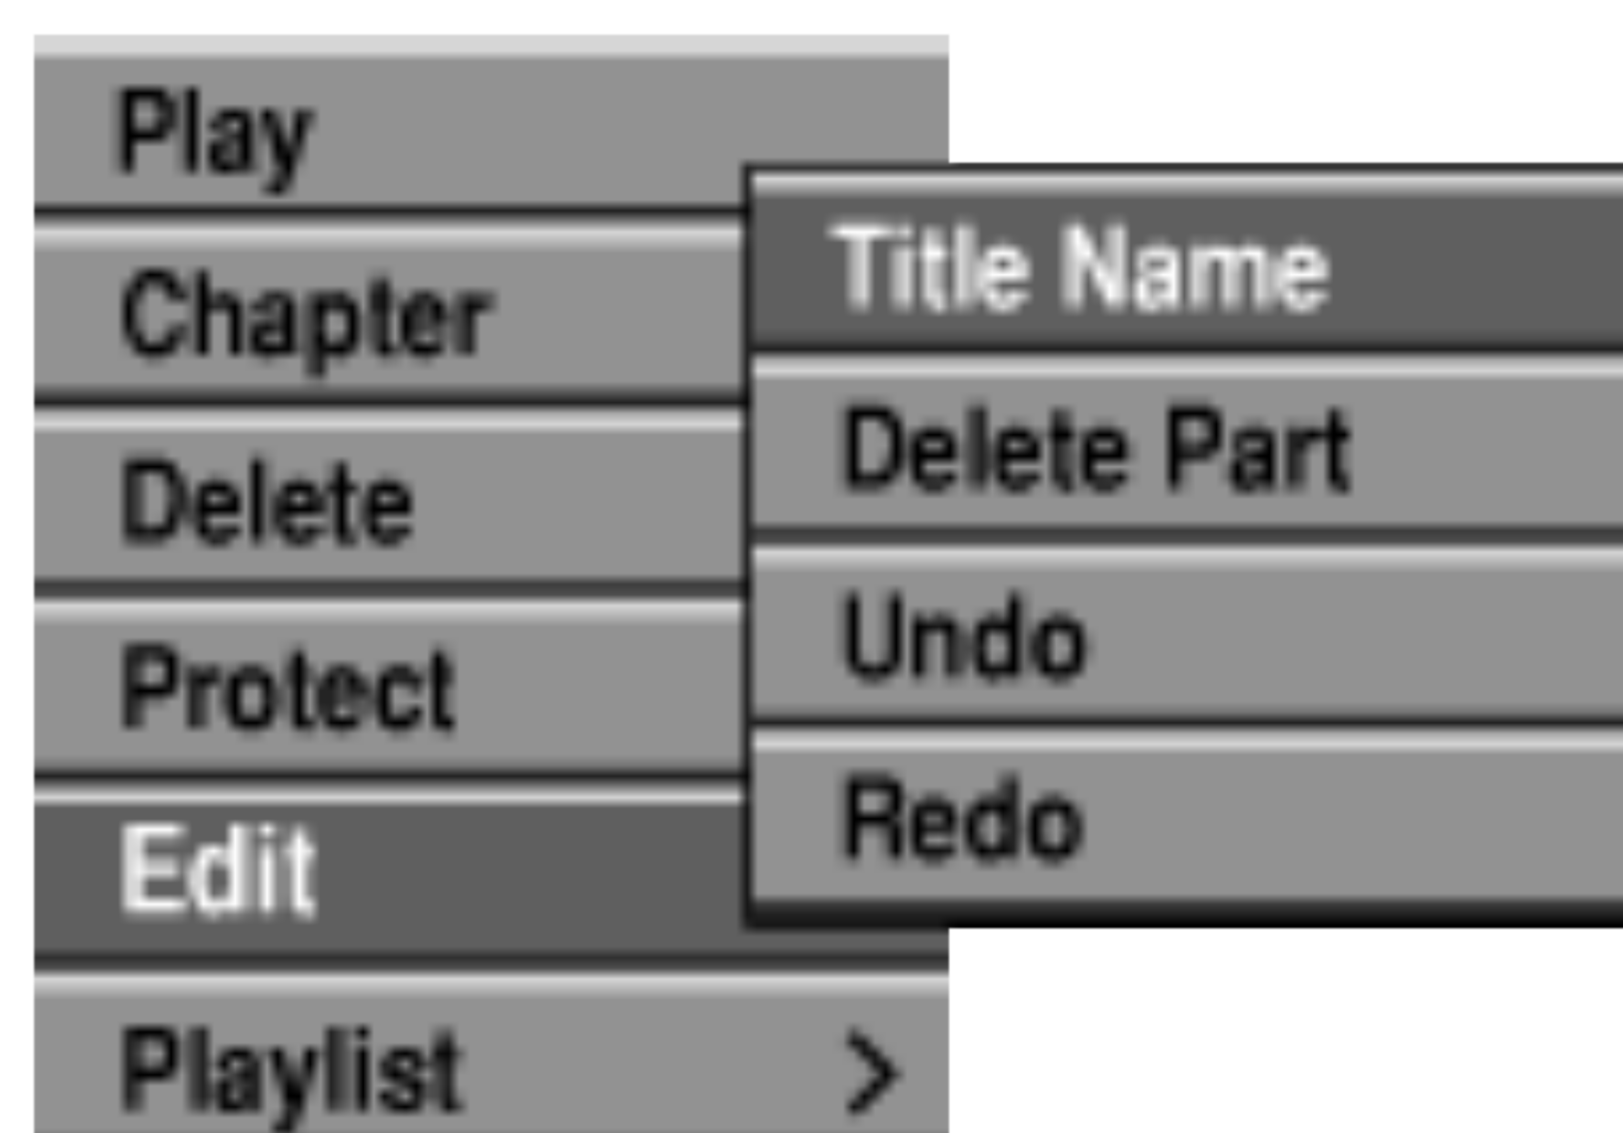 Play
Chapter
Delete
Protect
Edit
Playlist >
Title Name
Delete Part
Undo
Redo